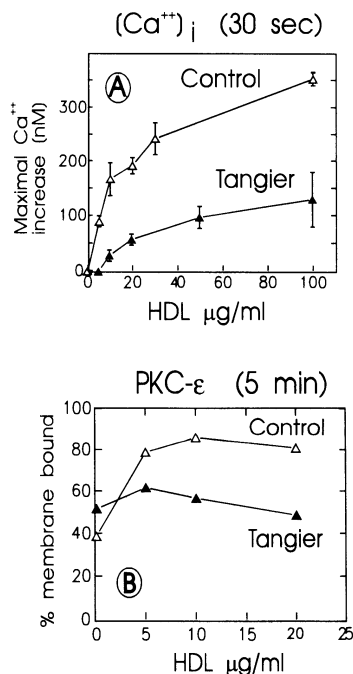 (Ca⁺⁺)i (30 sec)
A
Control
Tangier
Maximal Ca⁺⁺
increase (nM)
300
200
100
0
0 20 40 60 80 100
HDL µg/ml
PKC-ε (5 min)
B
Control
Tangier
% membrane bound
100
80
60
40
20
0
0 5 10 15 20
HDL µg/ml